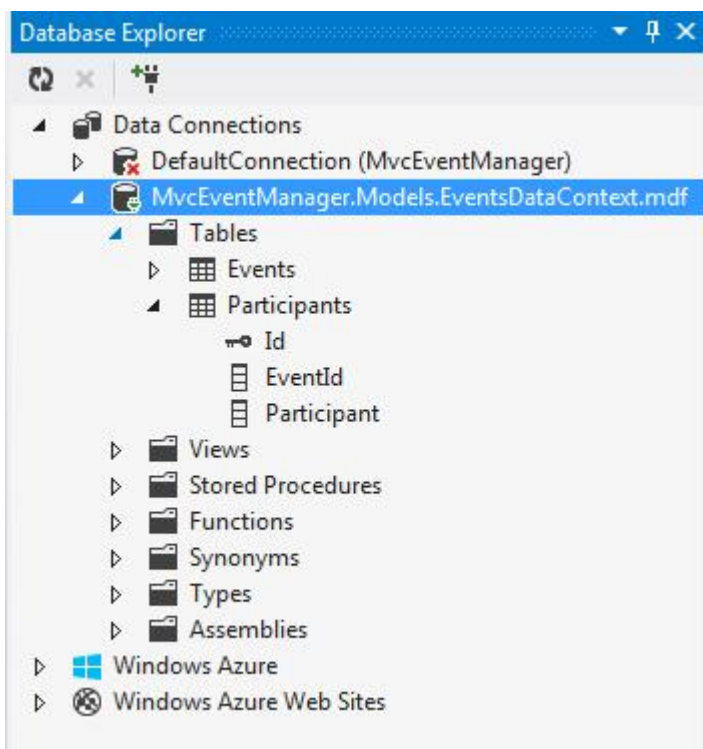 Database Explorer
Data Connections
DefaultConnection (MvcEventManager)
MvcEventManager.Models.EventsDataContext.mdf
Tables
Events
Participants
Id
EventId
Participant
Views
Stored Procedures
Functions
Synonyms
Types
Assemblies
Windows Azure
Windows Azure Web Sites